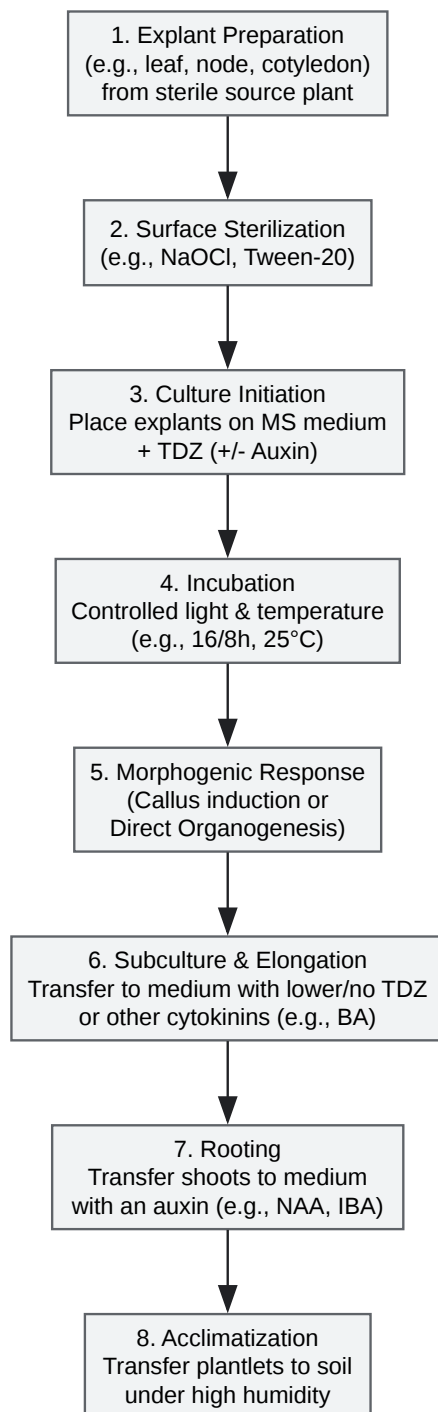 1. Explant Preparation
(e.g., leaf, node, cotyledon)
from sterile source plant
2. Surface Sterilization
(e.g., NaOCl, Tween-20)
3. Culture Initiation
Place explants on MS medium
+ TDZ (+/- Auxin)
4. Incubation
Controlled light & temperature
(e.g., 16/8h, 25°C)
5. Morphogenic Response
(Callus induction or
Direct Organogenesis)
6. Subculture & Elongation
Transfer to medium with lower/no TDZ
or other cytokinins (e.g., BA)
7. Rooting
Transfer shoots to medium
with an auxin (e.g., NAA, IBA)
8. Acclimatization
Transfer plantlets to soil
under high humidity